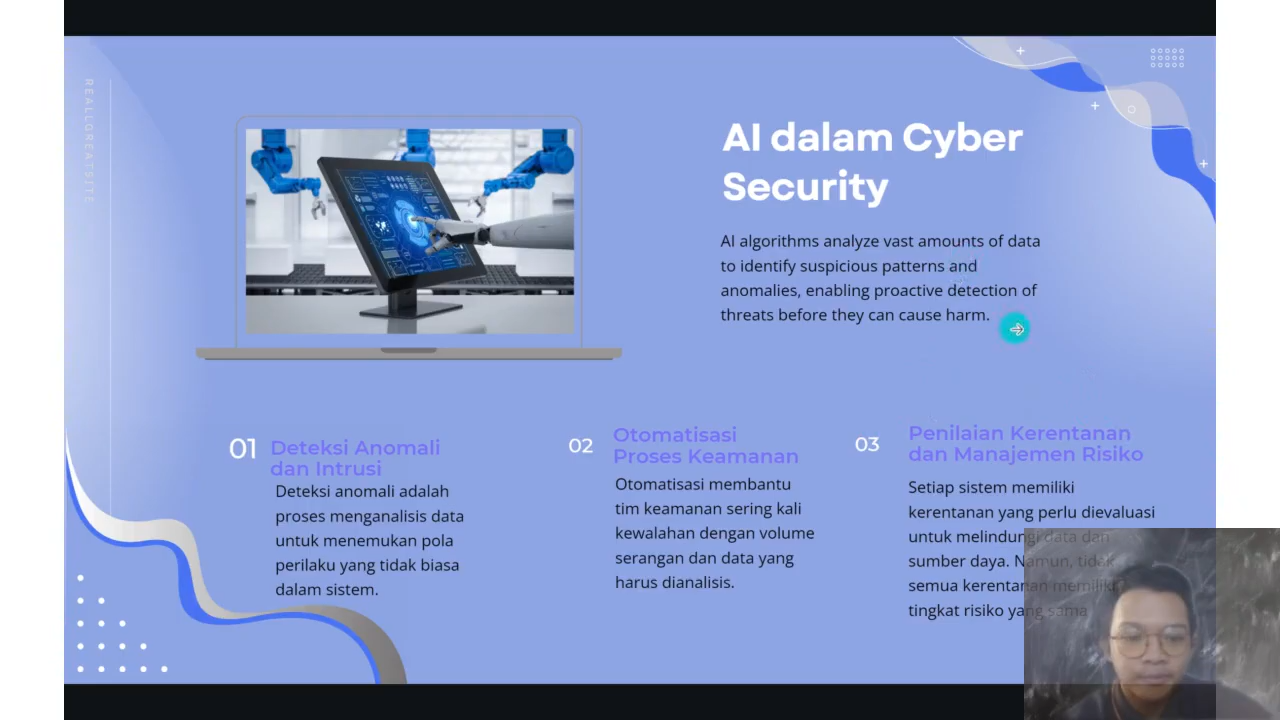 REALLGREATSITE
AI dalam Cyber
Security
AI algorithms analyze vast amounts of data
to identify suspicious patterns and
anomalies, enabling proactive detection of
threats before they can cause harm.
01
Deteksi Anomali
dan Intrusi
Deteksi anomali adalah
proses menganalisis data
untuk menemukan pola
perilaku yang tidak biasa
dalam sistem.
02
Otomatisasi
Proses Keamanan
Otomatisasi membantu
tim keamanan sering kali
kewalahan dengan volume
serangan dan data yang
harus dianalisis.
03
Penilaian Kerentanan
dan Manajemen Risiko
Setiap sistem memiliki
kerentanan yang perlu dievaluasi
untuk melindungi data dan
sumber daya. Namun, tidak
semua kerentanan memiliki
tingkat risiko yang sama